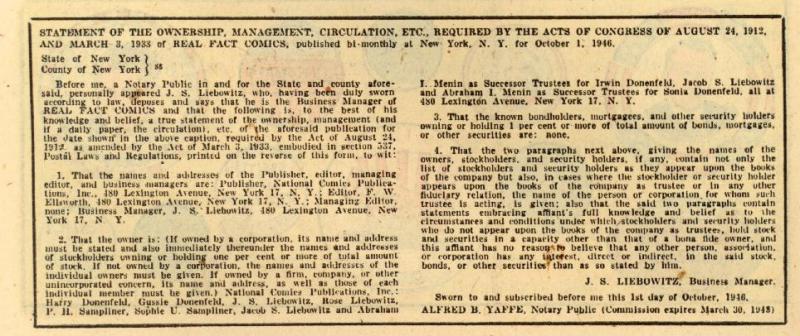 STATEMENT OF THE OWNERSHIP, MANAGEMENT, CIRCULATION, ETC., REQUIRED BY THE ACTS OF CONGRESS OF AUGUST 24, 1912,
AND MARCH 3, 1933 of REAL FACT COMICS, published bi-monthly at New York, N. Y. for October 1, 1946.
State of New York }
County of New York } ss
Before me, a Notary Public in and for the State and county afore-
said, personally appeared J. S. Liebowitz, who, having been duly sworn
according to law, deposes and says that he is the Business Manager of
REAL FACT COMICS and that the following is, to the best of his
knowledge and belief, a true statement of the ownership, management (and
if a daily paper, the circulation), etc. of the aforesaid publication for
the date shown in the above caption, required by the Act of August 24,
1912, as amended by the Act of March 3, 1933, embodied in section 537,
Postal Laws and Regulations, printed on the reverse of this form, to wit:
1. That the names and addresses of the Publisher, editor, managing
editor, and business managers are: Publisher, National Comics Publica-
tions, Inc., 480 Lexington Avenue, New York 17, N. Y.; Editor, F. W.
Ellsworth, 480 Lexington Avenue, New York 17, N. Y.; Managing Editor,
none; Business Manager, J. S. Liebowitz, 480 Lexington Avenue, New
York 17, N. Y.
2. That the owner is: (If owned by a corporation, its name and address
must be stated and also immediately thereunder the names and addresses
of stockholders owning or holding one per cent or more of total amount
of stock. If not owned by a corporation, the names and addresses of the
individual owners must be given. If owned by a firm, company, or other
unincorporated concern, its name and address, as well as those of each
individual member must be given.) National Comics Publications, Inc.:
Harry Donenfeld, Gussie Donenfeld, J. S. Liebowitz, Rose Liebowitz,
P. H. Sampliner, Sophie U. Sampliner, Jacob S. Liebowitz and Abraham
I. Menin as Successor Trustees for Irwin Donenfeld, Jacob S. Liebowitz
and Abraham I. Menin as Successor Trustees for Sonia Donenfeld, all at
480 Lexington Avenue, New York 17, N. Y.
3. That the known bondholders, mortgagees, and other security holders
owning or holding 1 per cent or more of total amount of bonds, mortgages,
or other securities are: none.
4. That the two paragraphs next above, giving the names of the
owners, stockholders, and security holders, if any, contain not only the
list of stockholders and security holders as they appear upon the books
of the company but also, in cases where the stockholder or security holder
appears upon the books of the company as trustee or in any other
fiduciary relation, the name of the person or corporation for whom such
trustee is acting, is given; also that the said two paragraphs contain
statements embracing affiant's full knowledge and belief as to the
circumstances and conditions under which stockholders and security holders
who do not appear upon the books of the company as trustees, hold stock
and securities in a capacity other than that of a bona fide owner, and
this affiant has no reason to believe that any other person, association,
or corporation has any interest, direct or indirect, in the said stock,
bonds, or other securities than as so stated by him.
J. S. LIEBOWITZ, Business Manager.
Sworn to and subscribed before me this 1st day of October, 1946.
ALFRED B. YAFFE, Notary Public (Commission expires March 30, 1948)